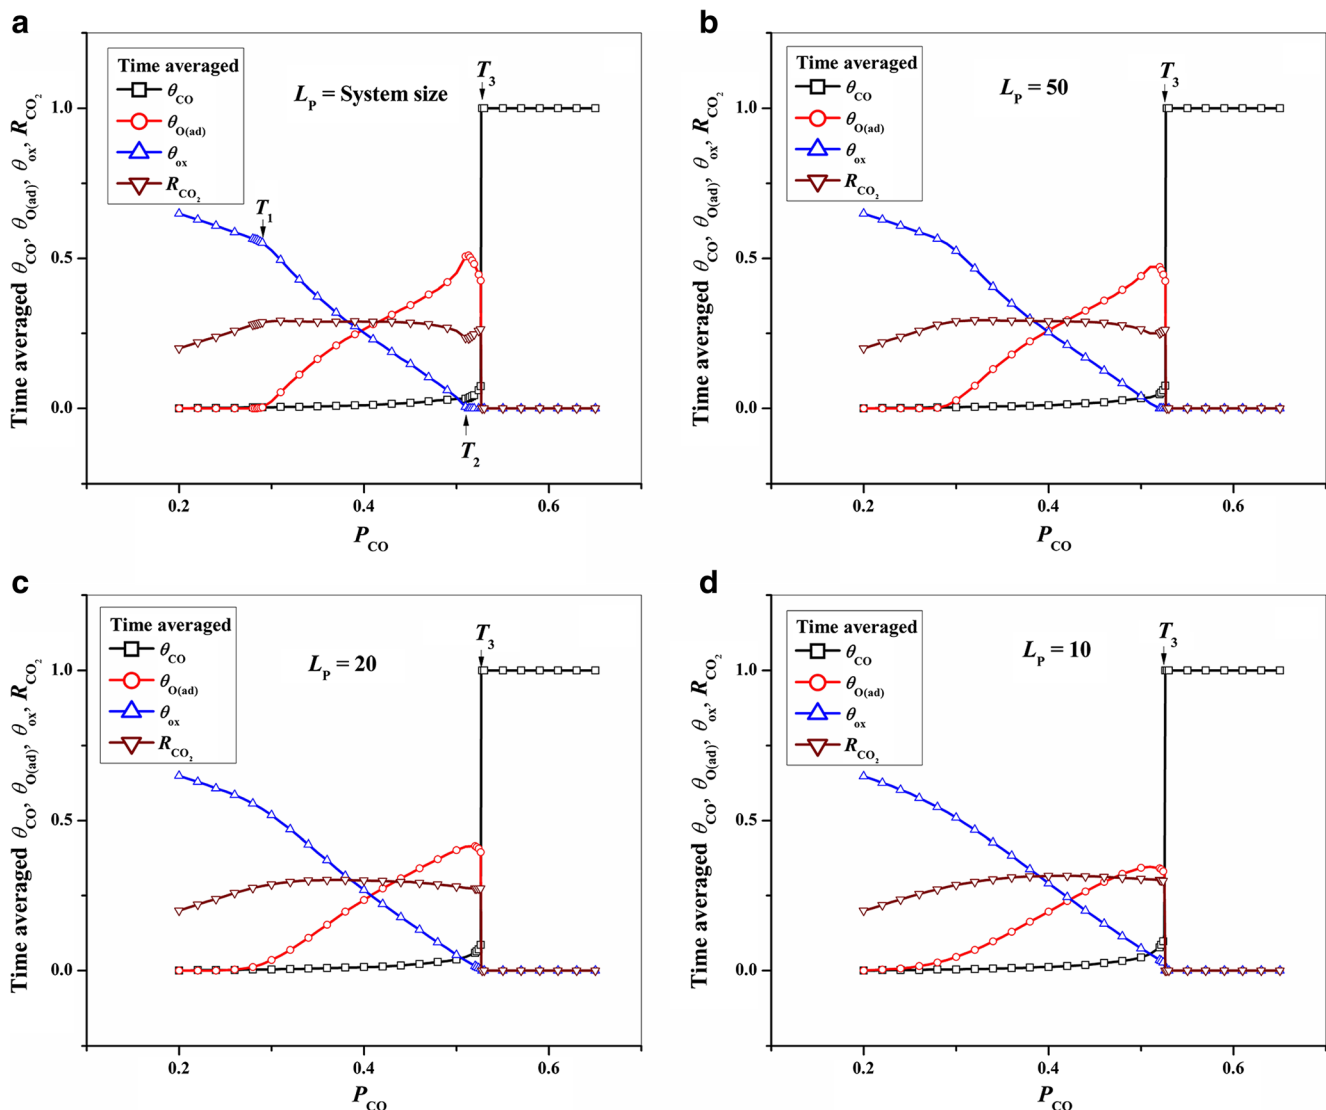 a
Time averaged
θCO
θO(ad)
θox
RCO2
LP = System size
T3
T1
T2
1.0
0.5
0.0
0.2
0.4
0.6
Time averaged θCO, θO(ad), θox, RCO2
PCO
b
Time averaged
θCO
θO(ad)
θox
RCO2
LP = 50
T3
1.0
0.5
0.0
0.2
0.4
0.6
Time averaged θCO, θO(ad), θox, RCO2
PCO
c
Time averaged
θCO
θO(ad)
θox
RCO2
LP = 20
T3
1.0
0.5
0.0
0.2
0.4
0.6
Time averaged θCO, θO(ad), θox, RCO2
PCO
d
Time averaged
θCO
θO(ad)
θox
RCO2
LP = 10
T3
1.0
0.5
0.0
0.2
0.4
0.6
Time averaged θCO, θO(ad), θox, RCO2
PCO